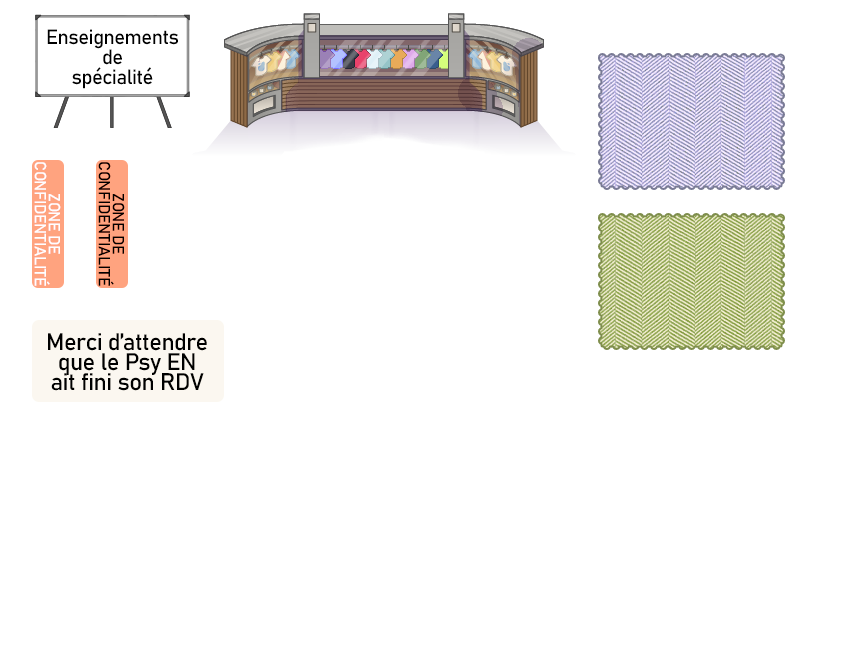 Enseignements
de
spécialité
ZONE DE
CONFIDENTIALITÉ
ZONE DE
CONFIDENTIALITÉ
Merci d'attendre
que le Psy EN
ait fini son RDV